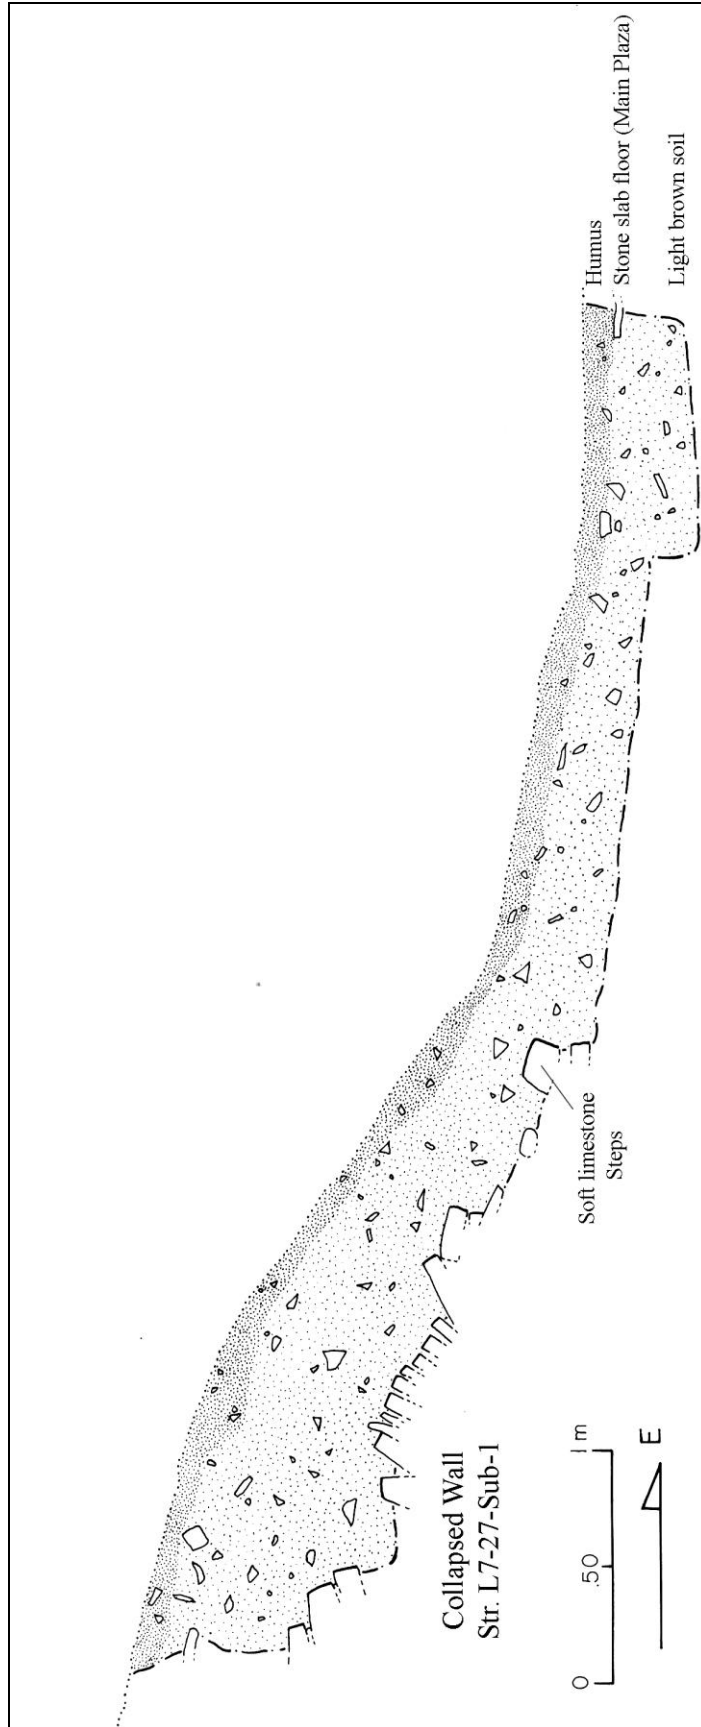 Humus
Stone slab floor (Main Plaza)
Light brown soil
Soft limestone
Steps
Collapsed Wall
Str. L7-27-Sub-1
0 .50 1m
E